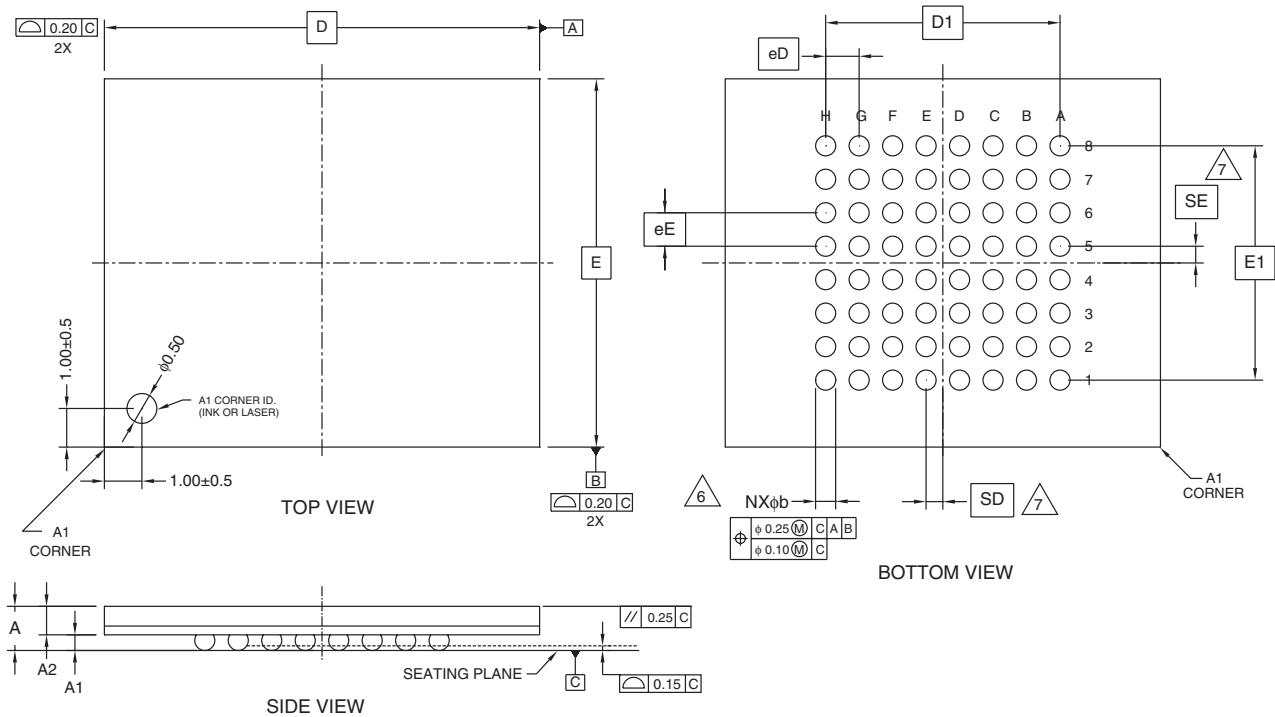 0.20 C
2X
D
A
E
1.00±0.5
ϕ0.50
A1 CORNER ID.
(INK OR LASER)
1.00±0.5
B
0.20 C
2X
TOP VIEW
A1
CORNER
D1
eD
H G F E D C B A
8
7
6
5
4
3
2
1
7
SE
eE
E1
6
NXϕb
SD
7
ϕ 0.25 M C A B
ϕ 0.10 M C
A1
CORNER
BOTTOM VIEW
A
A2
A1
// 0.25 C
SEATING PLANE
C
0.15 C
SIDE VIEW